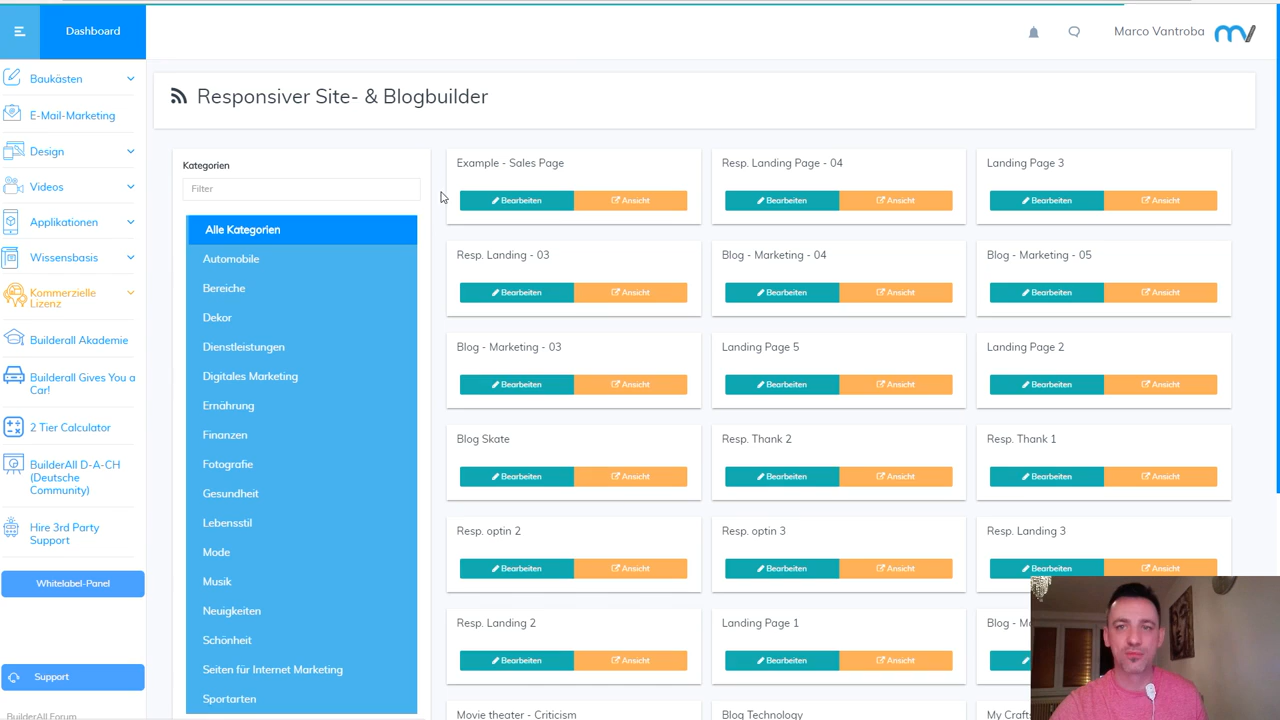 Dashboard
Marco Vantroba
Baukästen
E-Mail-Marketing
Design
Videos
Applikationen
Wissensbasis
Kommerzielle
Lizenz
Builderall Akademie
Builderall Gives You a
Car!
2 Tier Calculator
BuilderAll D-A-CH
(Deutsche
Community)
Hire 3rd Party
Support
Whitelabel-Panel
Support
BuilderAll Forum
Responsiver Site- & Blogbuilder
Kategorien
Filter
Alle Kategorien
Automobile
Bereiche
Dekor
Dienstleistungen
Digitales Marketing
Ernährung
Finanzen
Fotografie
Gesundheit
Lebensstil
Mode
Musik
Neuigkeiten
Schönheit
Seiten für Internet Marketing
Sportarten
Example - Sales Page
Bearbeiten Ansicht
Resp. Landing Page - 04
Bearbeiten Ansicht
Landing Page 3
Bearbeiten Ansicht
Resp. Landing - 03
Bearbeiten Ansicht
Blog - Marketing - 04
Bearbeiten Ansicht
Blog - Marketing - 05
Bearbeiten Ansicht
Blog - Marketing - 03
Bearbeiten Ansicht
Landing Page 5
Bearbeiten Ansicht
Landing Page 2
Bearbeiten Ansicht
Blog Skate
Bearbeiten Ansicht
Resp. Thank 2
Bearbeiten Ansicht
Resp. Thank 1
Bearbeiten Ansicht
Resp. optin 2
Bearbeiten Ansicht
Resp. optin 3
Bearbeiten Ansicht
Resp. Landing 3
Bearbeiten Ansicht
Resp. Landing 2
Bearbeiten Ansicht
Landing Page 1
Bearbeiten Ansicht
Blog - M
Movie theater - Criticism
Blog Technology
My Craft